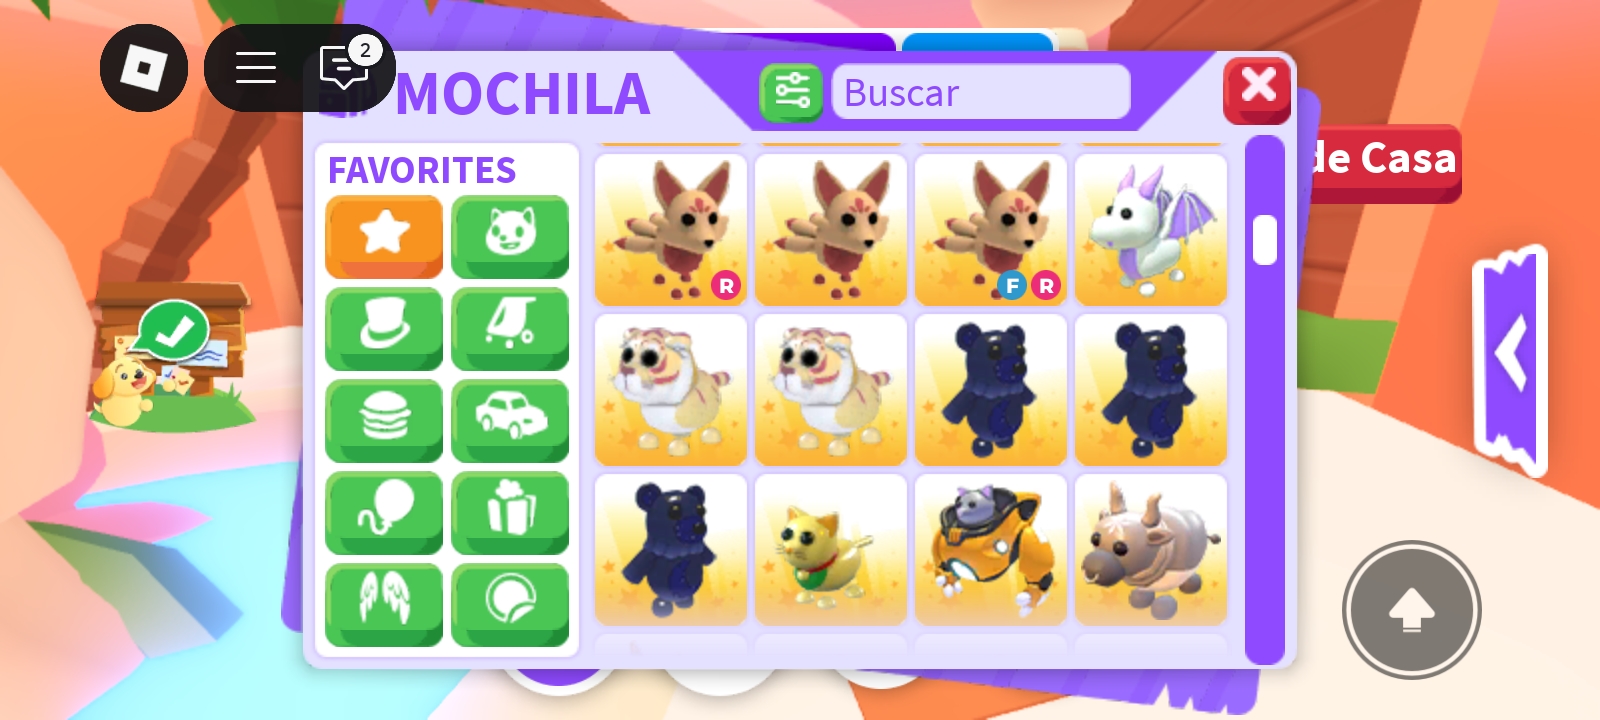 2
MOCHILA
Buscar
FAVORITES
de Casa
R
F R